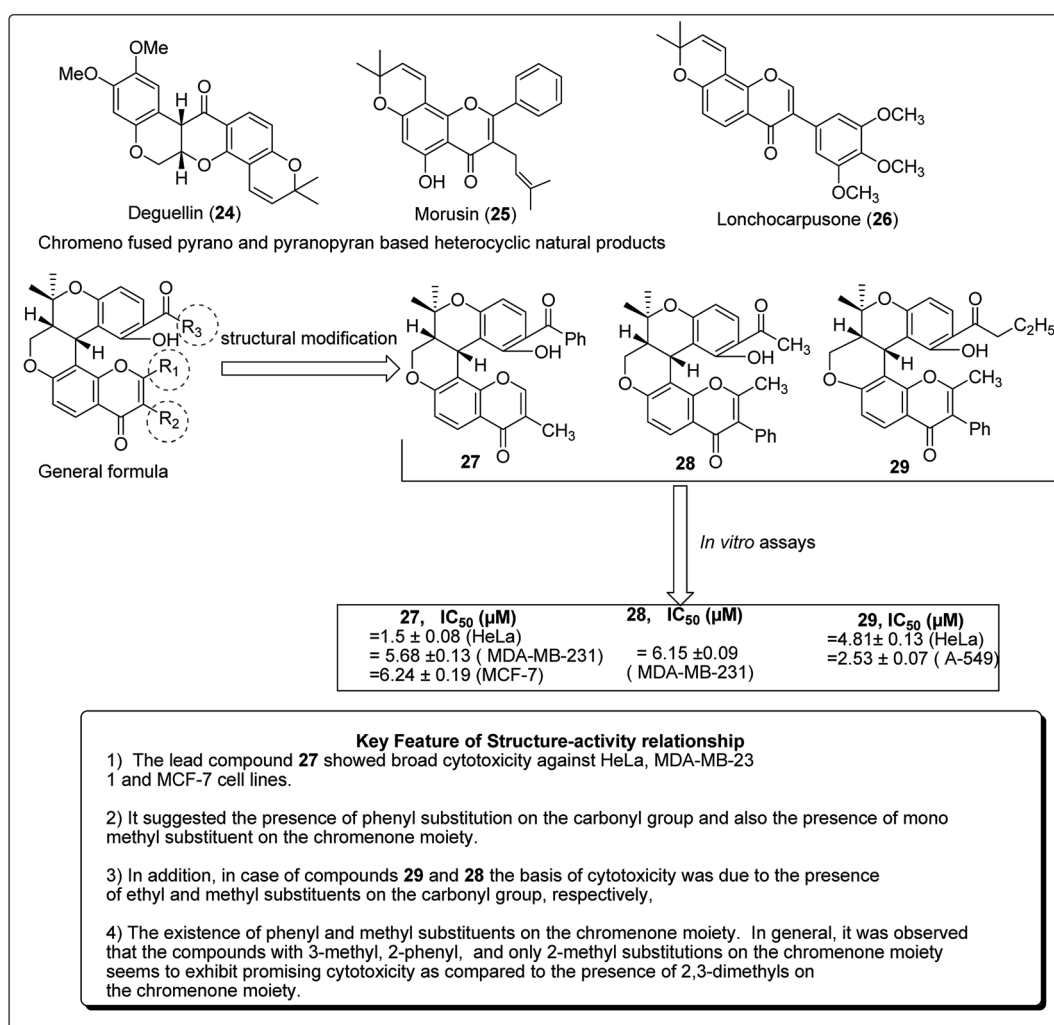 OMe
MeO
H
O
O
H
O
O
Deguellin (24)
O
O
OH
O
Morusin (25)
O
O
O
OCH3
OCH3
OCH3
Lonchocarpusone (26)
Chromeno fused pyrano and pyranopyran based heterocyclic natural products
O
O
H
R3
OH
H
O
O
R1
R2
O
General formula
structural modification
O
O
H
Ph
OH
H
O
O
CH3
O
27
O
O
H
CH3
OH
H
O
O
CH3
Ph
O
28
O
O
H
C2H5
OH
H
O
O
CH3
Ph
O
29
In vitro assays
27, IC50 (µM)
=1.5 ± 0.08 (HeLa)
= 5.68 ±0.13 ( MDA-MB-231)
=6.24 ± 0.19 (MCF-7)
28, IC50 (µM)
= 6.15 ±0.09
( MDA-MB-231)
29, IC50 (µM)
=4.81± 0.13 (HeLa)
=2.53 ± 0.07 ( A-549)
Key Feature of Structure-activity relationship
1) The lead compound 27 showed broad cytotoxicity against HeLa, MDA-MB-23
1 and MCF-7 cell lines.
2) It suggested the presence of phenyl substitution on the carbonyl group and also the presence of mono
methyl substituent on the chromenone moiety.
3) In addition, in case of compounds 29 and 28 the basis of cytotoxicity was due to the presence
of ethyl and methyl substituents on the carbonyl group, respectively,
4) The existence of phenyl and methyl substituents on the chromenone moiety. In general, it was observed
that the compounds with 3-methyl, 2-phenyl, and only 2-methyl substitutions on the chromenone moiety
seems to exhibit promising cytotoxicity as compared to the presence of 2,3-dimethyls on
the chromenone moiety.